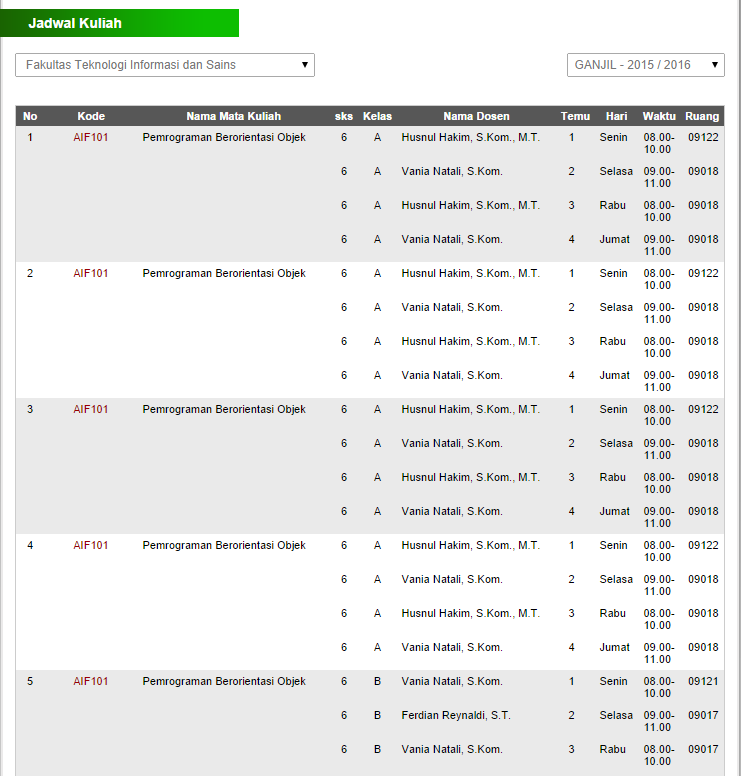 Jadwal Kuliah
Fakultas Teknologi Informasi dan Sains GANJIL - 2015 / 2016
No Kode Nama Mata Kuliah sks Kelas Nama Dosen Temu Hari Waktu Ruang
1 AIF101 Pemrograman Berorientasi Objek 6 A Husnul Hakim, S.Kom., M.T. 1 Senin 08.00- 09122
10.00
6 A Vania Natali, S.Kom. 2 Selasa 09.00- 09018
11.00
6 A Husnul Hakim, S.Kom., M.T. 3 Rabu 08.00- 09018
10.00
6 A Vania Natali, S.Kom. 4 Jumat 09.00- 09018
11.00
2 AIF101 Pemrograman Berorientasi Objek 6 A Husnul Hakim, S.Kom., M.T. 1 Senin 08.00- 09122
10.00
6 A Vania Natali, S.Kom. 2 Selasa 09.00- 09018
11.00
6 A Husnul Hakim, S.Kom., M.T. 3 Rabu 08.00- 09018
10.00
6 A Vania Natali, S.Kom. 4 Jumat 09.00- 09018
11.00
3 AIF101 Pemrograman Berorientasi Objek 6 A Husnul Hakim, S.Kom., M.T. 1 Senin 08.00- 09122
10.00
6 A Vania Natali, S.Kom. 2 Selasa 09.00- 09018
11.00
6 A Husnul Hakim, S.Kom., M.T. 3 Rabu 08.00- 09018
10.00
6 A Vania Natali, S.Kom. 4 Jumat 09.00- 09018
11.00
4 AIF101 Pemrograman Berorientasi Objek 6 A Husnul Hakim, S.Kom., M.T. 1 Senin 08.00- 09122
10.00
6 A Vania Natali, S.Kom. 2 Selasa 09.00- 09018
11.00
6 A Husnul Hakim, S.Kom., M.T. 3 Rabu 08.00- 09018
10.00
6 A Vania Natali, S.Kom. 4 Jumat 09.00- 09018
11.00
5 AIF101 Pemrograman Berorientasi Objek 6 B Vania Natali, S.Kom. 1 Senin 08.00- 09121
10.00
6 B Ferdian Reynaldi, S.T. 2 Selasa 09.00- 09017
11.00
6 B Vania Natali, S.Kom. 3 Rabu 08.00- 09017
10.00